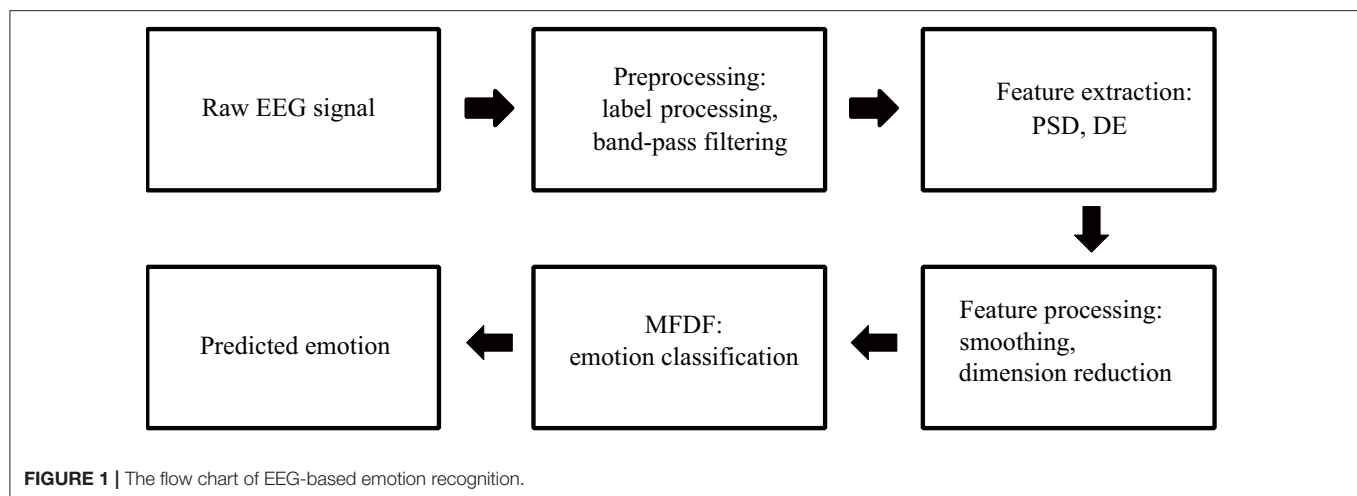 Raw EEG signal
Preprocessing:
label processing,
band-pass filtering
Feature extraction:
PSD, DE
Feature processing:
smoothing,
dimension reduction
MFDF:
emotion classification
Predicted emotion
FIGURE 1 | The flow chart of EEG-based emotion recognition.